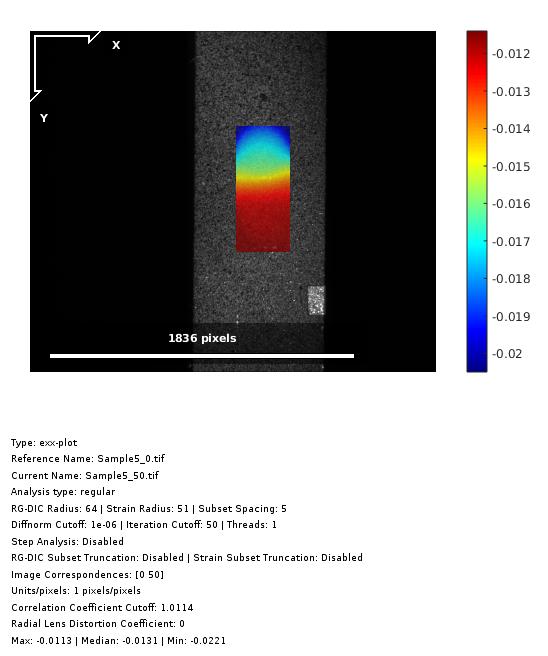 X
Y
1836 pixels
-0.012
-0.013
-0.014
-0.015
-0.016
-0.017
-0.018
-0.019
-0.02
Type: exx-plot
Reference Name: Sample5_0.tif
Current Name: Sample5_50.tif
Analysis type: regular
RG-DIC Radius: 64 | Strain Radius: 51 | Subset Spacing: 5
Diffnorm Cutoff: 1e-06 | Iteration Cutoff: 50 | Threads: 1
Step Analysis: Disabled
RG-DIC Subset Truncation: Disabled | Strain Subset Truncation: Disabled
Image Correspondences: [0 50]
Units/pixels: 1 pixels/pixels
Correlation Coefficient Cutoff: 1.0114
Radial Lens Distortion Coefficient: 0
Max: -0.0113 | Median: -0.0131 | Min: -0.0221